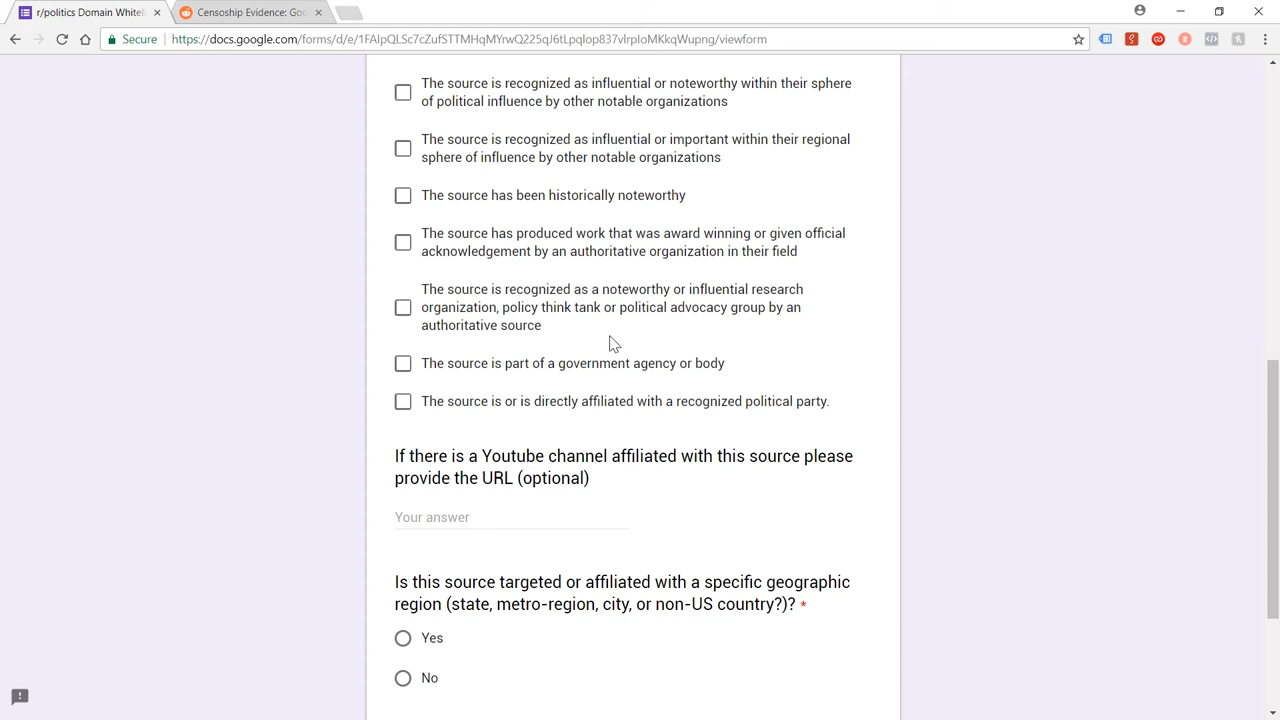 r/politics Domain Whiteli
Censoship Evidence: Goo
Secure
https://docs.google.com/forms/d/e/1FAIpQLSc7cZufSTTMHqMYrwQ225qJ6tLpqIop837vlrpIoMKkqWupng/viewform
The source is recognized as influential or noteworthy within their sphere
of political influence by other notable organizations
The source is recognized as influential or important within their regional
sphere of influence by other notable organizations
The source has been historically noteworthy
The source has produced work that was award winning or given official
acknowledgement by an authoritative organization in their field
The source is recognized as a noteworthy or influential research
organization, policy think tank or political advocacy group by an
authoritative source
The source is part of a government agency or body
The source is or is directly affiliated with a recognized political party.
If there is a Youtube channel affiliated with this source please
provide the URL (optional)
Your answer
Is this source targeted or affiliated with a specific geographic
region (state, metro-region, city, or non-US country?)? *
Yes
No